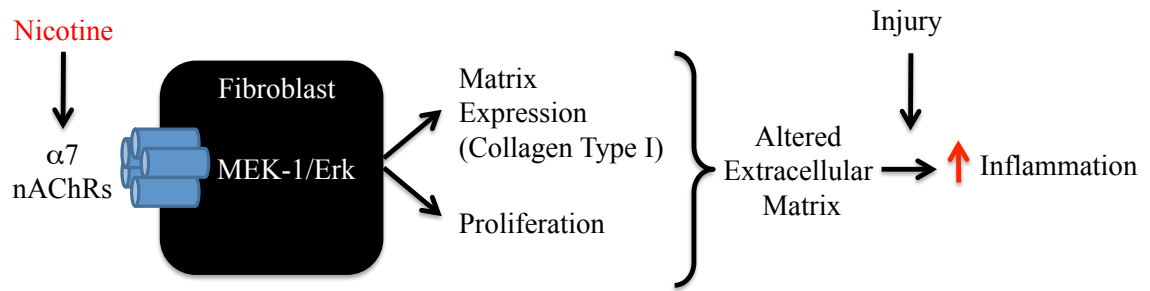 Nicotine
α7
nAChRs
Fibroblast
MEK-1/Erk
Matrix
Expression
(Collagen Type I)
Proliferation
Altered
Extracellular
Matrix
Injury
Inflammation